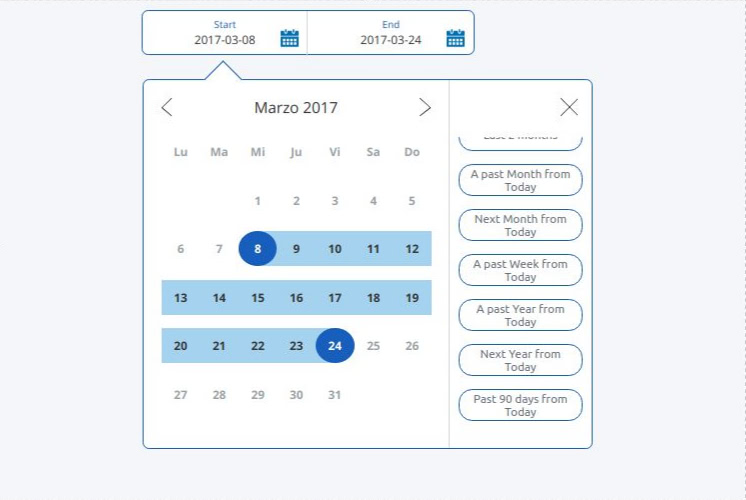 Start
End
2017-03-08
2017-03-24
Marzo 2017
Lu Ma Mi Ju Vi Sa Do
1 2 3 4 5
6 7 8 9 10 11 12
13 14 15 16 17 18 19
20 21 22 23 24 25 26
27 28 29 30 31
Last 2 Months
A past Month from
Today
Next Month from
Today
A past Week from
Today
A past Year from
Today
Next Year from
Today
Past 90 days from
Today